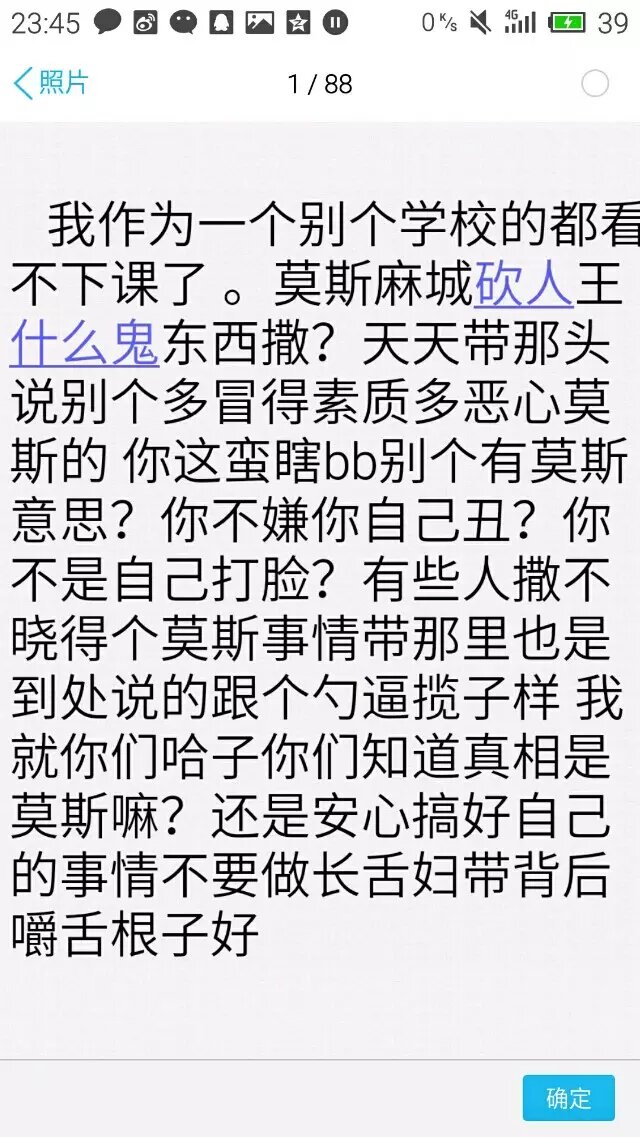 23:45 0 K/s 4G 39
照片 1 / 88
我作为一个别个学校的都看
不下课了 。莫斯麻城砍人王
什么鬼东西撒？天天带那头
说别个多冒得素质多恶心莫
斯的 你这蛮瞎bb别个有莫斯
意思？你不嫌你自己丑？你
不是自己打脸？有些人撒不
晓得个莫斯事情带那里也是
到处说的跟个勺逼揽子样 我
就你们哈子你们知道真相是
莫斯嘛？还是安心搞好自己
的事情不要做长舌妇带背后
嚼舌根子好
确定